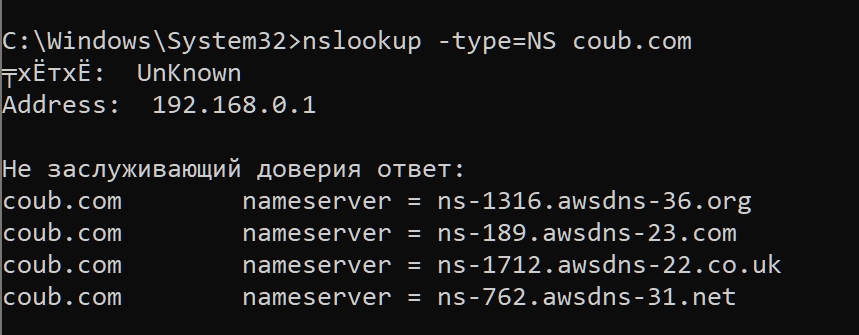 C:\Windows\System32>nslookup -type=NS coub.com
╤хЁтхЁ:  UnKnown
Address:  192.168.0.1

Не заслуживающий доверия ответ:
coub.com        nameserver = ns-1316.awsdns-36.org
coub.com        nameserver = ns-189.awsdns-23.com
coub.com        nameserver = ns-1712.awsdns-22.co.uk
coub.com        nameserver = ns-762.awsdns-31.net